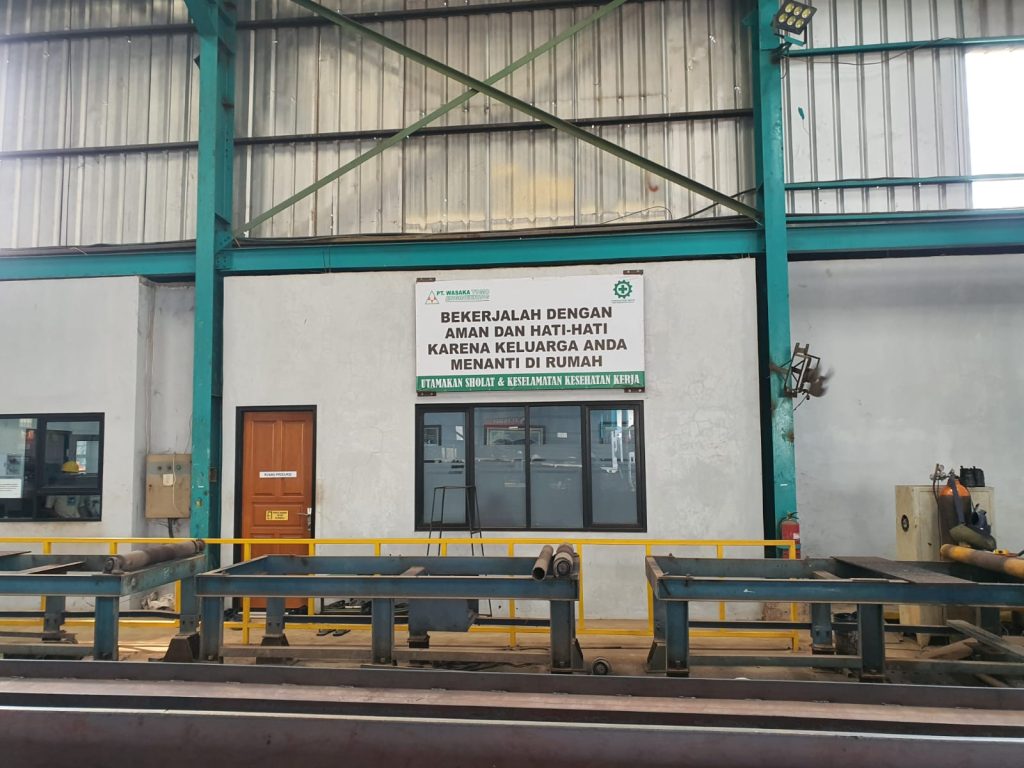 PT. WASAKA
BEKERJALAH DENGAN
AMAN DAN HATI-HATI
KARENA KELUARGA ANDA
MENANTI DI RUMAH
UTAMAKAN SHOLAT & KESELAMATAN KESEHATAN KERJA